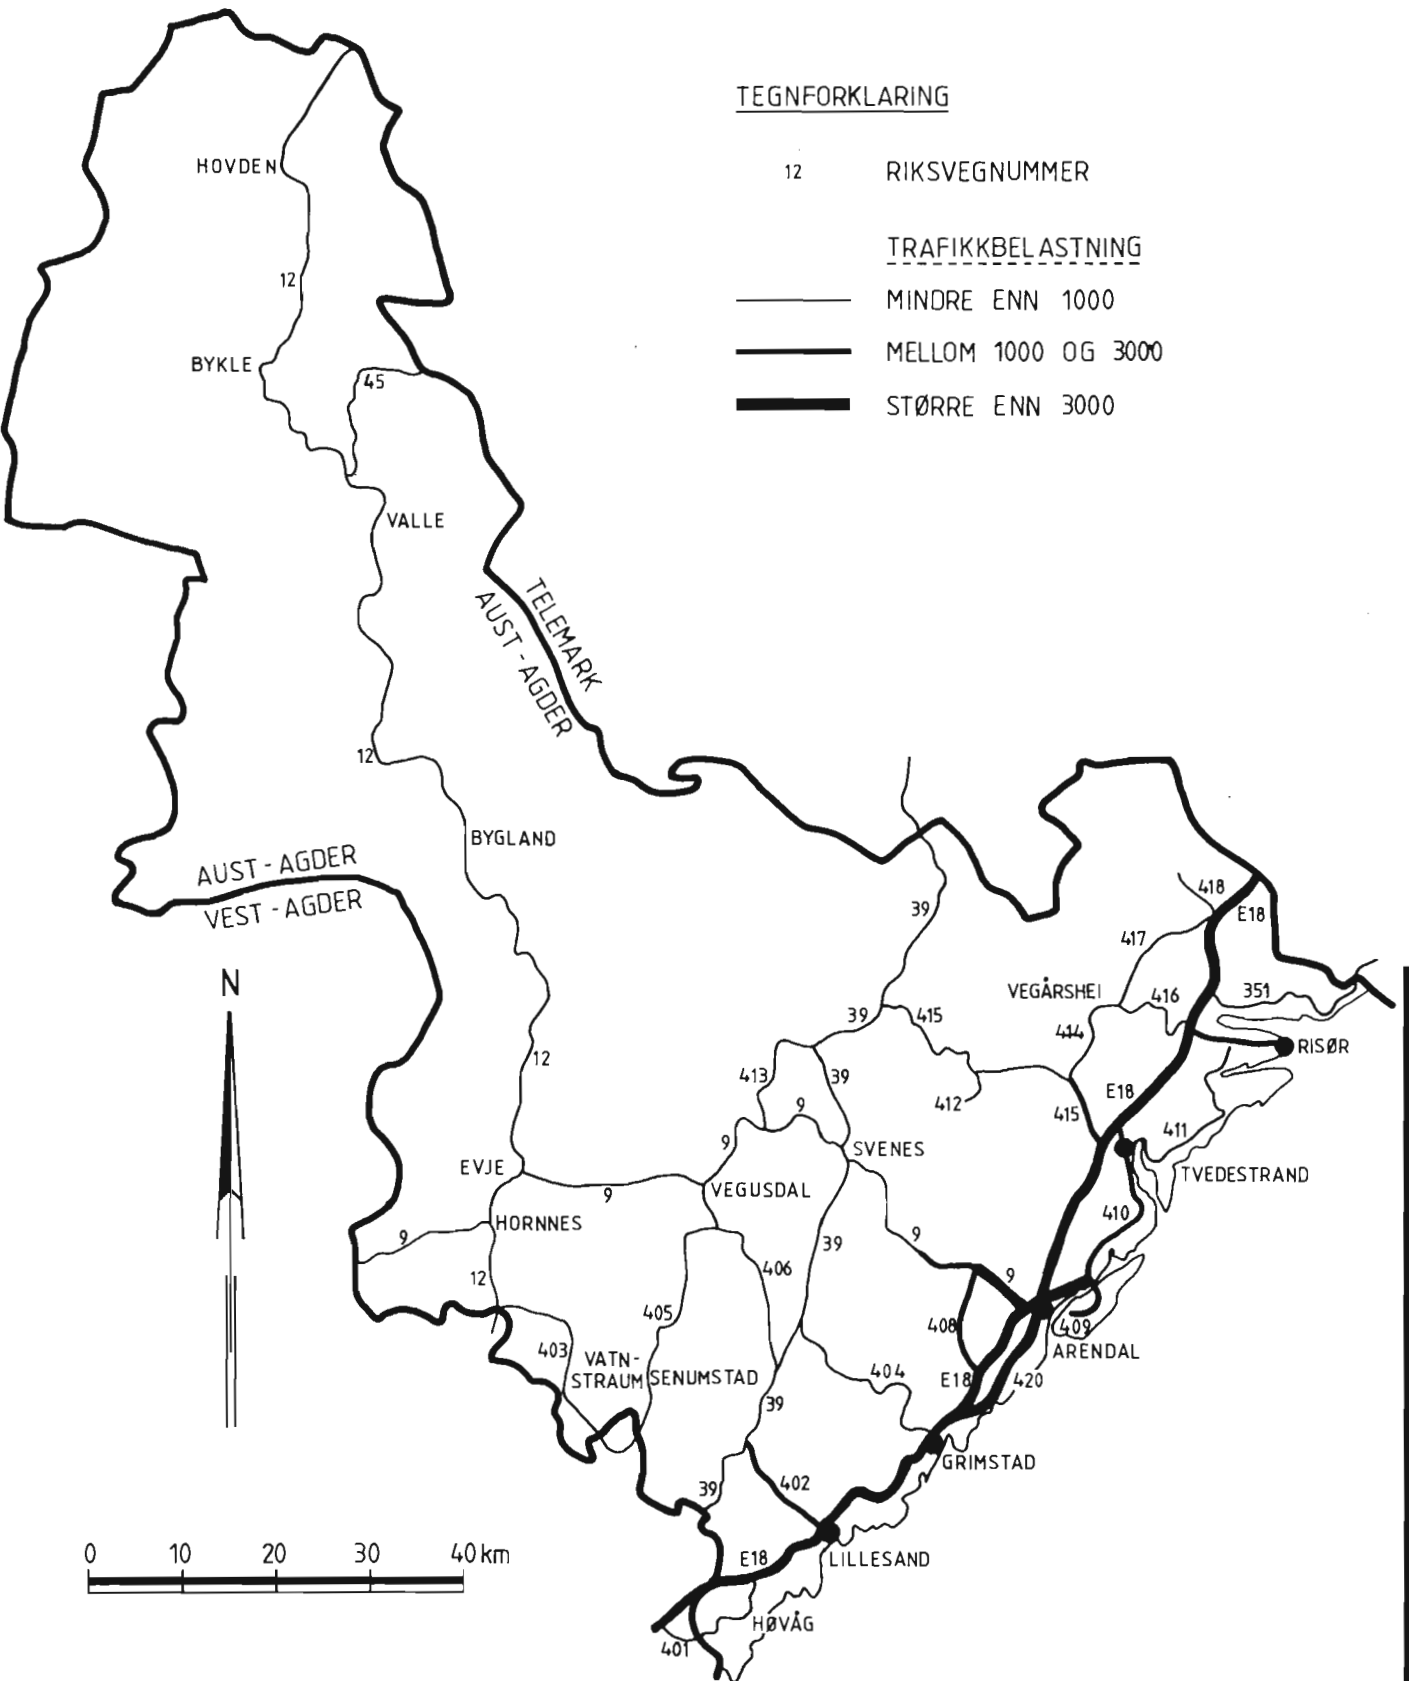 TEGNFORKLARING
12 RIKSVEGNUMMER
TRAFIKKBELASTNING
MINDRE ENN 1000
MELLOM 1000 OG 3000
STØRRE ENN 3000
HOVDEN
12
BYKLE
45
VALLE
TELEMARK
AUST-AGDER
12
BYGLAND
AUST-AGDER
VEST-AGDER
418
E18
39
417
N
VEGÅRSHEI
416
351
39
415
414
RISØR
12
413
39
E18
412
9
415
411
9
SVENES
EVJE
TVEDESTRAND
9
VEGUSDAL
HORNNES
410
9
9
39
12
406
9
405
408
409
403
ARENDAL
VATN-
STRAUM
SENUMSTAD
404
E18
420
39
GRIMSTAD
39
402
0 10 20 30 40 km
E18
LILLESAND
HØVÅG
401